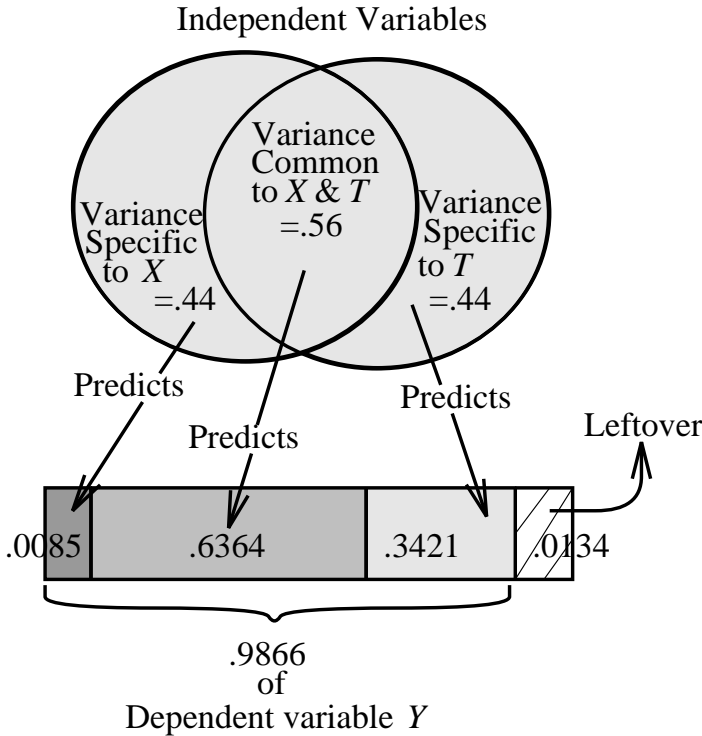 Independent Variables
Variance
Common
to X & T
=.56
Variance
Specific
to X
=.44
Variance
Specific
to T
=.44
Predicts
Predicts
Predicts
Leftover
.0085
.6364
.3421
.0134
.9866
of
Dependent variable Y